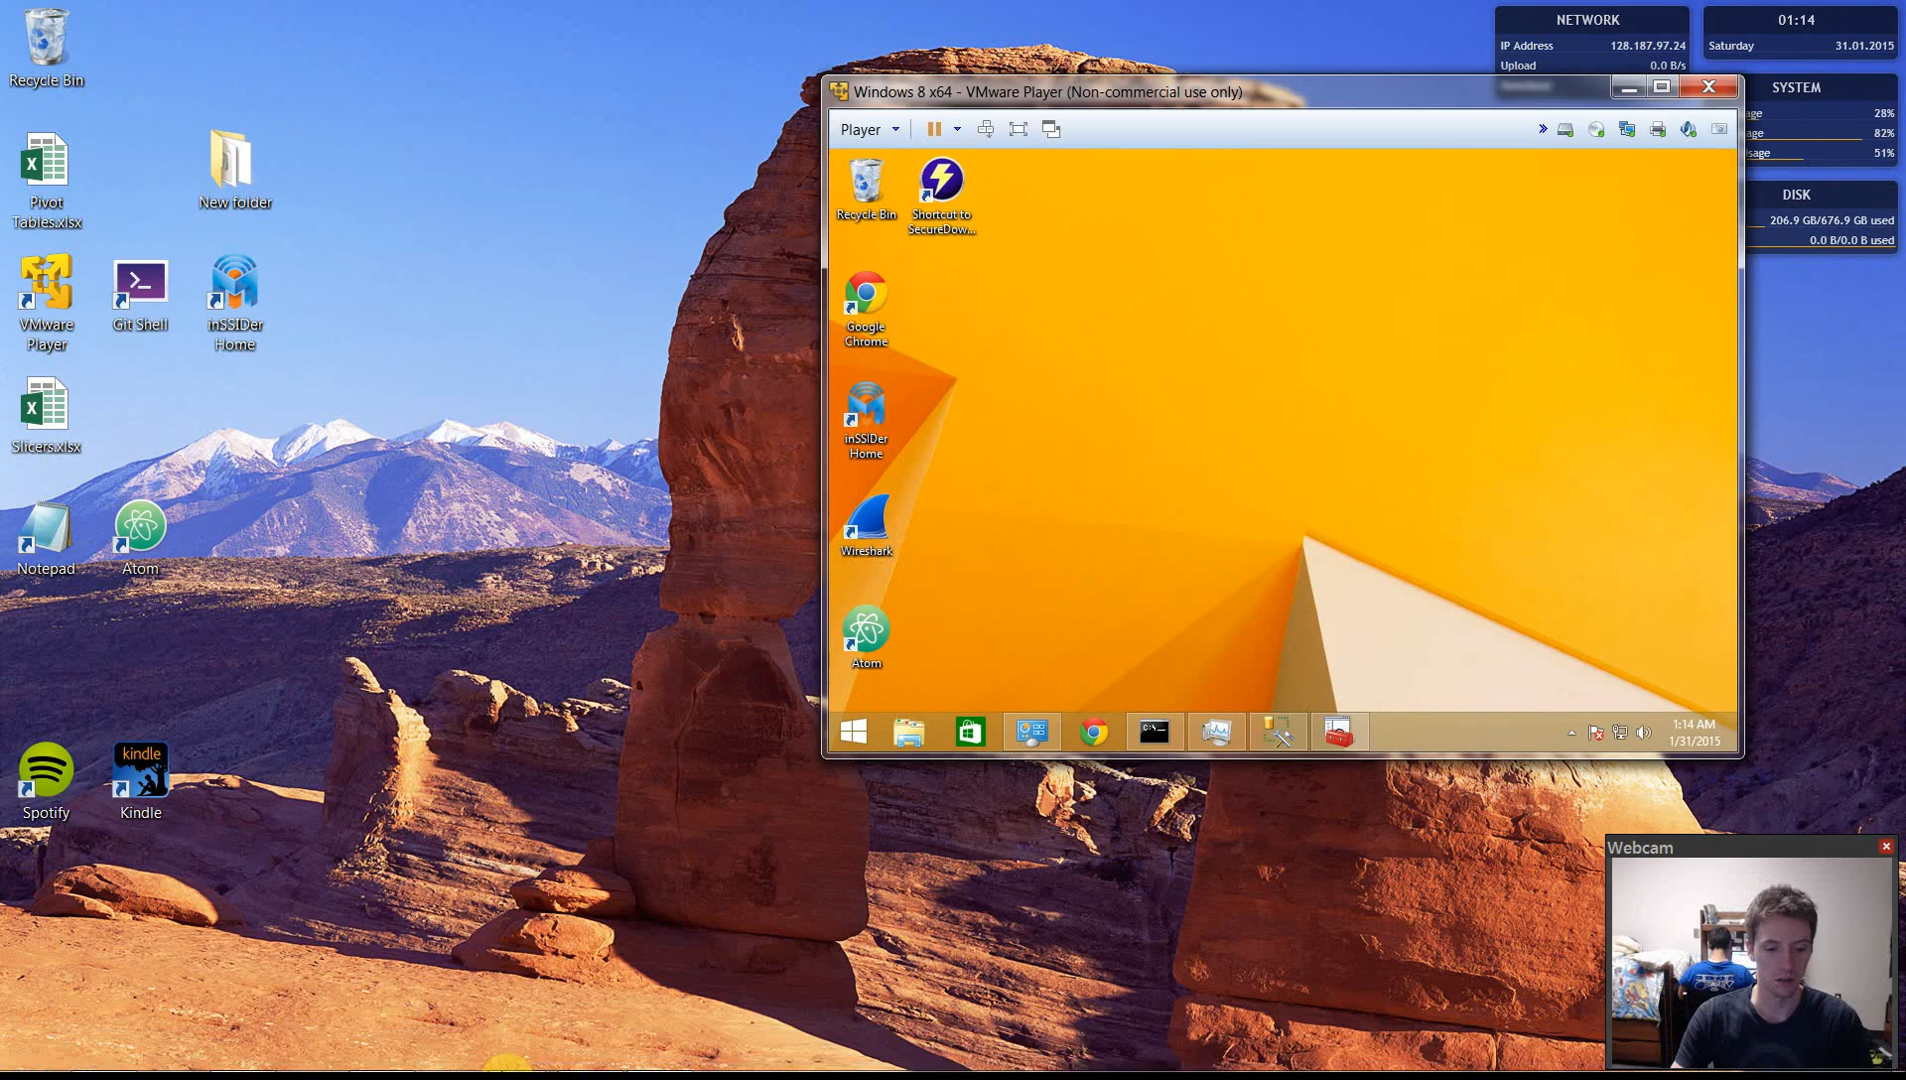 Recycle Bin
Pivot
Tables.xlsx
New folder
VMware
Player
Git Shell
inSSIDer
Home
Slicers.xlsx
Notepad
Atom
Spotify
kindle
Kindle
NETWORK
IP Address 128.187.97.24
Upload 0.0 B/s
01:14
Saturday 31.01.2015
SYSTEM
age 28%
age 82%
sage 51%
DISK
206.9 GB/676.9 GB used
0.0 B/0.0 B used
Windows 8 x64 - VMware Player (Non-commercial use only)
Player
Recycle Bin
Shortcut to
SecureDow...
Google
Chrome
inSSIDer
Home
Wireshark
Atom
C:\_
1:14 AM
1/31/2015
Webcam